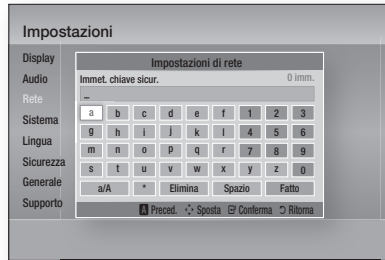 Impostazioni
Display
Audio
Rete
Sistema
Lingua
Sicurezza
Generale
Supporto
Impostazioni di rete
Immet. chiave sicur. 0 imm.
_
a b c d e f 1 2 3
g h i j k l 4 5 6
m n o p q r 7 8 9
s t u v w x y z 0
a/A * Elimina Spazio Fatto
A Preced. Sposta Conferma Ritorna